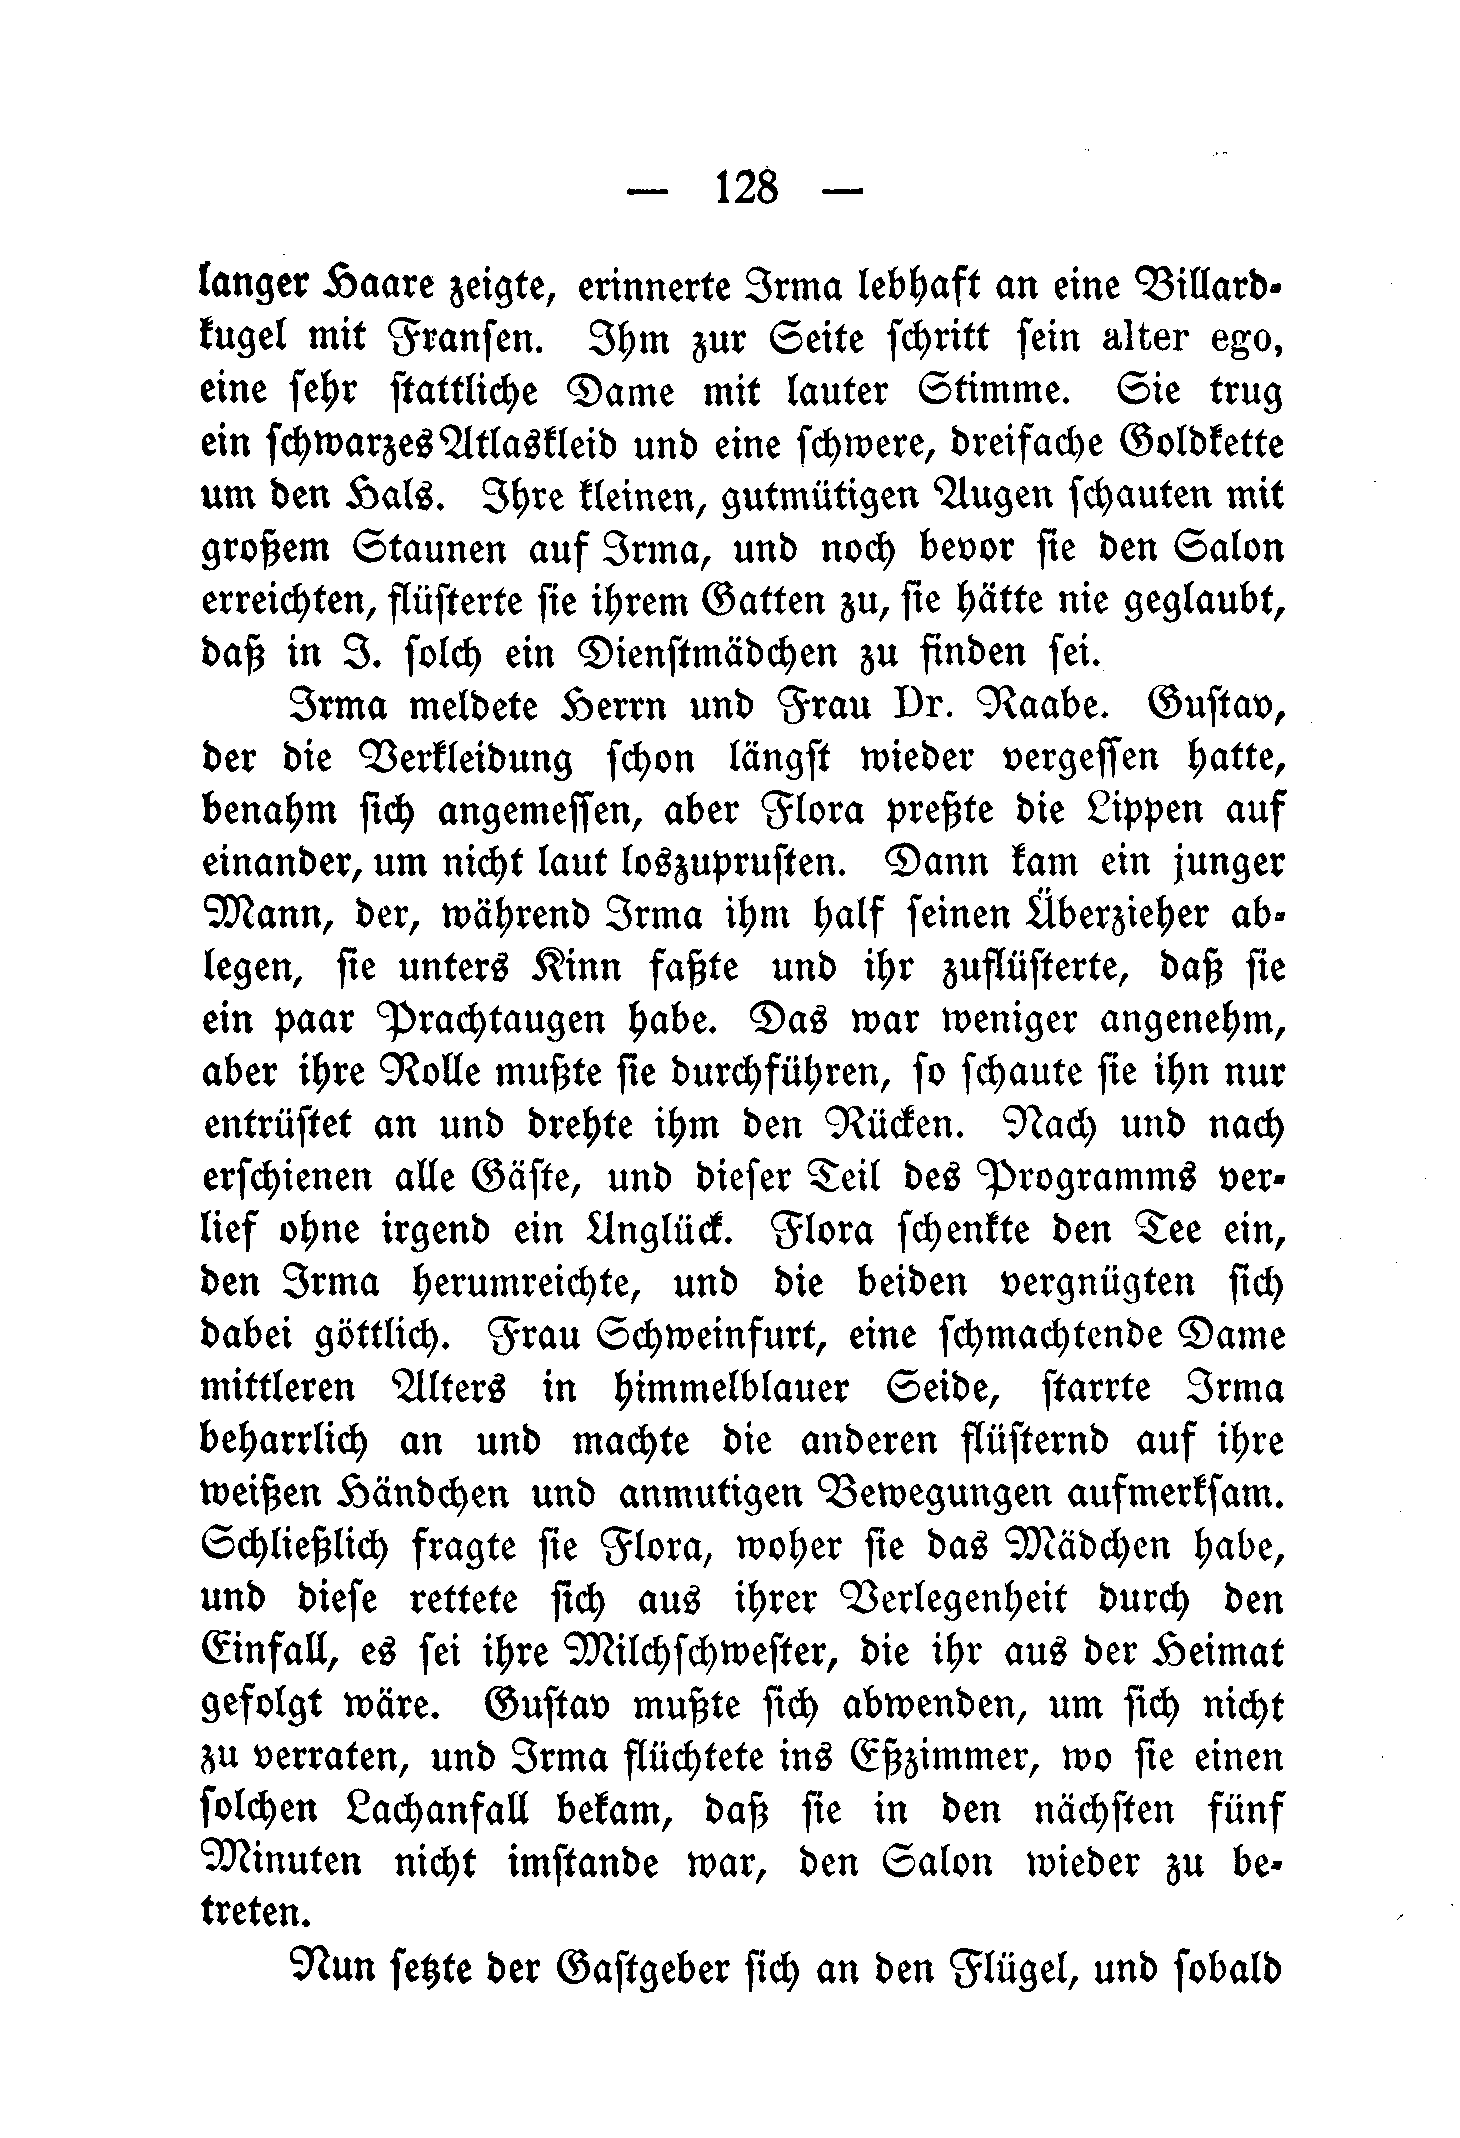 — 128 —
langer Haare zeigte, erinnerte Irma lebhaft an eine Billard-
kugel mit Fransen. Ihm zur Seite schritt sein alter ego,
eine sehr stattliche Dame mit lauter Stimme. Sie trug
ein schwarzes Atlaskleid und eine schwere, dreifache Goldkette
um den Hals. Ihre kleinen, gutmütigen Augen schauten mit
großem Staunen auf Irma, und noch bevor sie den Salon
erreichten, flüsterte sie ihrem Gatten zu, sie hätte nie geglaubt,
daß in J. solch ein Dienstmädchen zu finden sei.
Irma meldete Herrn und Frau Dr. Raabe. Gustav,
der die Verkleidung schon längst wieder vergessen hatte,
benahm sich angemessen, aber Flora preßte die Lippen auf
einander, um nicht laut loszuprusten. Dann kam ein junger
Mann, der, während Irma ihm half seinen Überzieher ab-
legen, sie unters Kinn faßte und ihr zuflüsterte, daß sie
ein paar Prachtaugen habe. Das war weniger angenehm,
aber ihre Rolle mußte sie durchführen, so schaute sie ihn nur
entrüstet an und drehte ihm den Rücken. Nach und nach
erschienen alle Gäste, und dieser Teil des Programms ver-
lief ohne irgend ein Unglück. Flora schenkte den Tee ein,
den Irma herumreichte, und die beiden vergnügten sich
dabei göttlich. Frau Schweinfurt, eine schmachtende Dame
mittleren Alters in himmelblauer Seide, starrte Irma
beharrlich an und machte die anderen flüsternd auf ihre
weißen Händchen und anmutigen Bewegungen aufmerksam.
Schließlich fragte sie Flora, woher sie das Mädchen habe,
und diese rettete sich aus ihrer Verlegenheit durch den
Einfall, es sei ihre Milchschwester, die ihr aus der Heimat
gefolgt wäre. Gustav mußte sich abwenden, um sich nicht
zu verraten, und Irma flüchtete ins Eßzimmer, wo sie einen
solchen Lachanfall bekam, daß sie in den nächsten fünf
Minuten nicht imstande war, den Salon wieder zu be-
treten.
Nun setzte der Gastgeber sich an den Flügel, und sobald